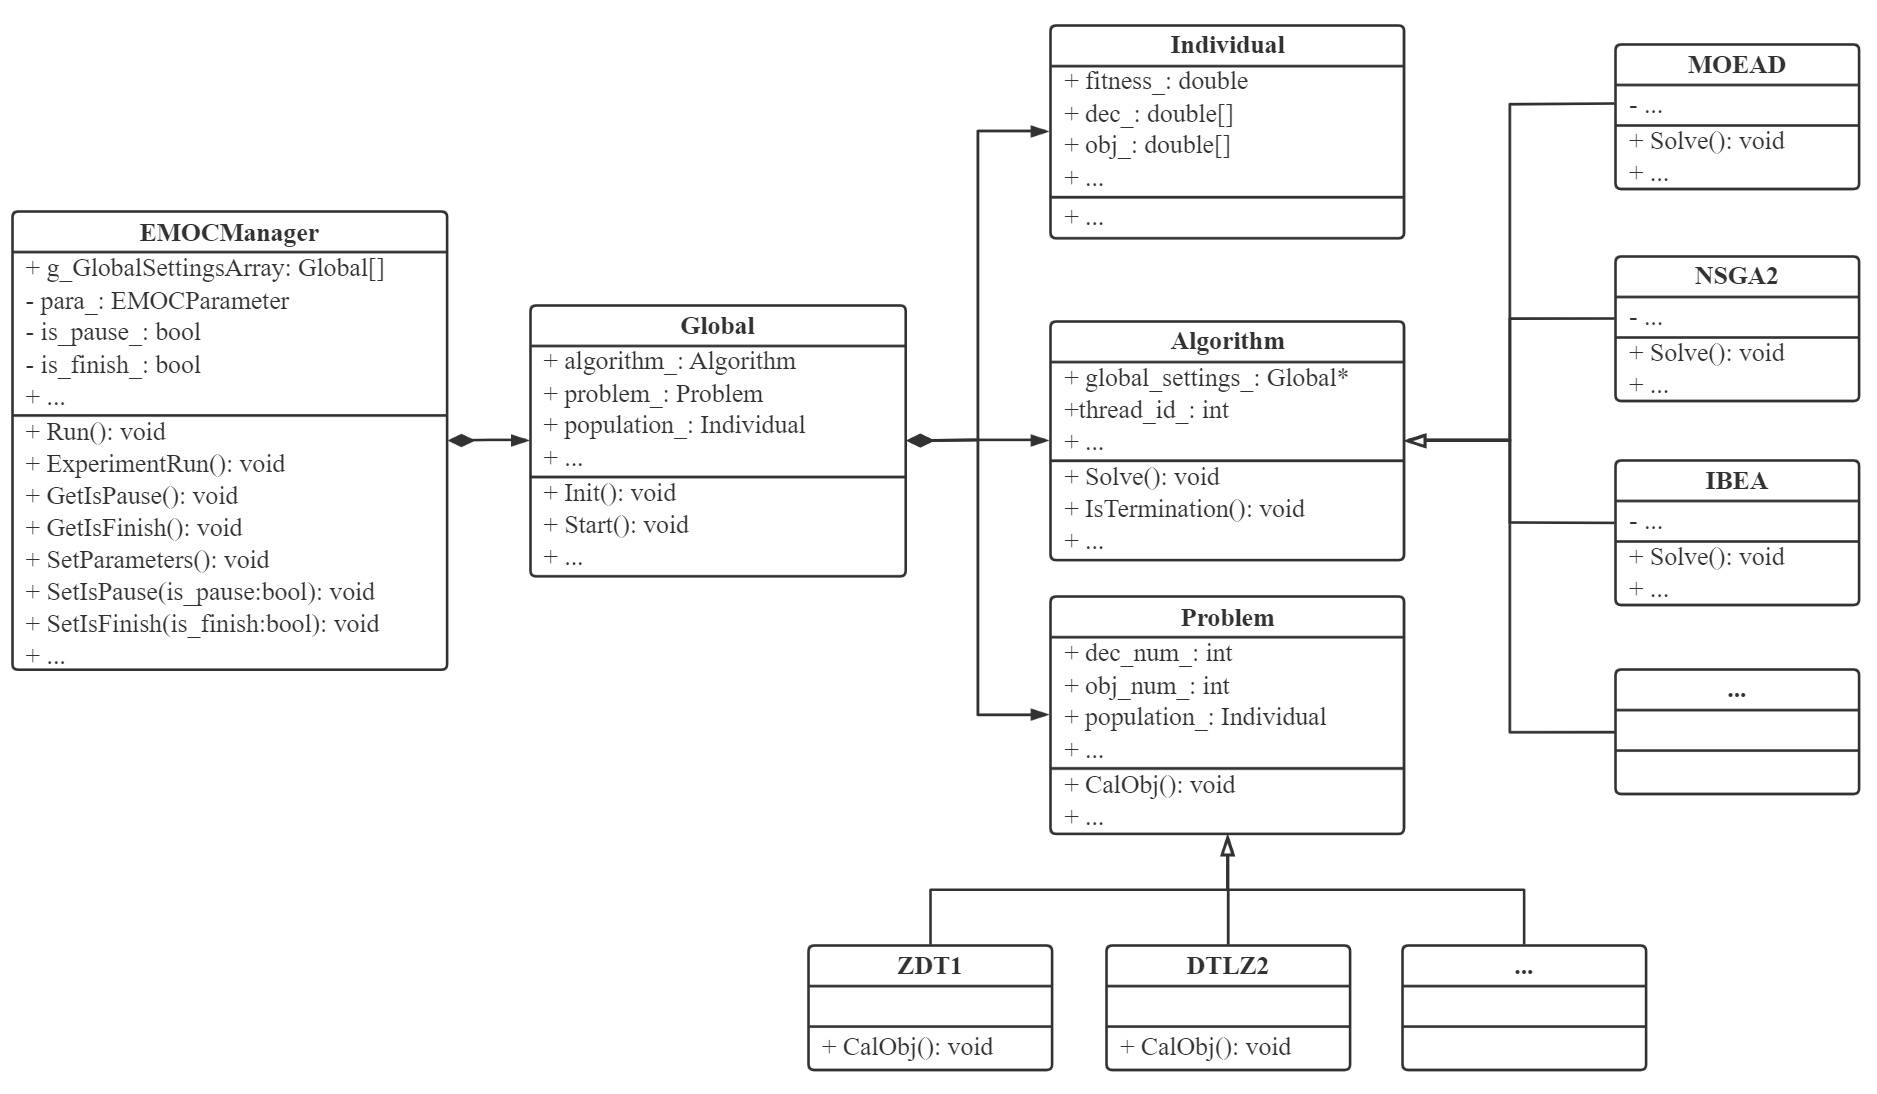 EMOCManager
+ g_GlobalSettingsArray: Global[]
- para_: EMOCParameter
- is_pause_: bool
- is_finish_: bool
+ ...
+ Run(): void
+ ExperimentRun(): void
+ GetIsPause(): void
+ GetIsFinish(): void
+ SetParameters(): void
+ SetIsPause(is_pause:bool): void
+ SetIsFinish(is_finish:bool): void
+ ...
Global
+ algorithm_: Algorithm
+ problem_: Problem
+ population_: Individual
+ ...
+ Init(): void
+ Start(): void
+ ...
Individual
+ fitness_: double
+ dec_: double[]
+ obj_: double[]
+ ...
+ ...
Algorithm
+ global_settings_: Global*
+thread_id_: int
+ ...
+ Solve(): void
+ IsTermination(): void
+ ...
Problem
+ dec_num_: int
+ obj_num_: int
+ population_: Individual
+ ...
+ CalObj(): void
+ ...
MOEAD
- ...
+ Solve(): void
+ ...
NSGA2
- ...
+ Solve(): void
+ ...
IBEA
- ...
+ Solve(): void
+ ...
...
ZDT1
+ CalObj(): void
DTLZ2
+ CalObj(): void
...